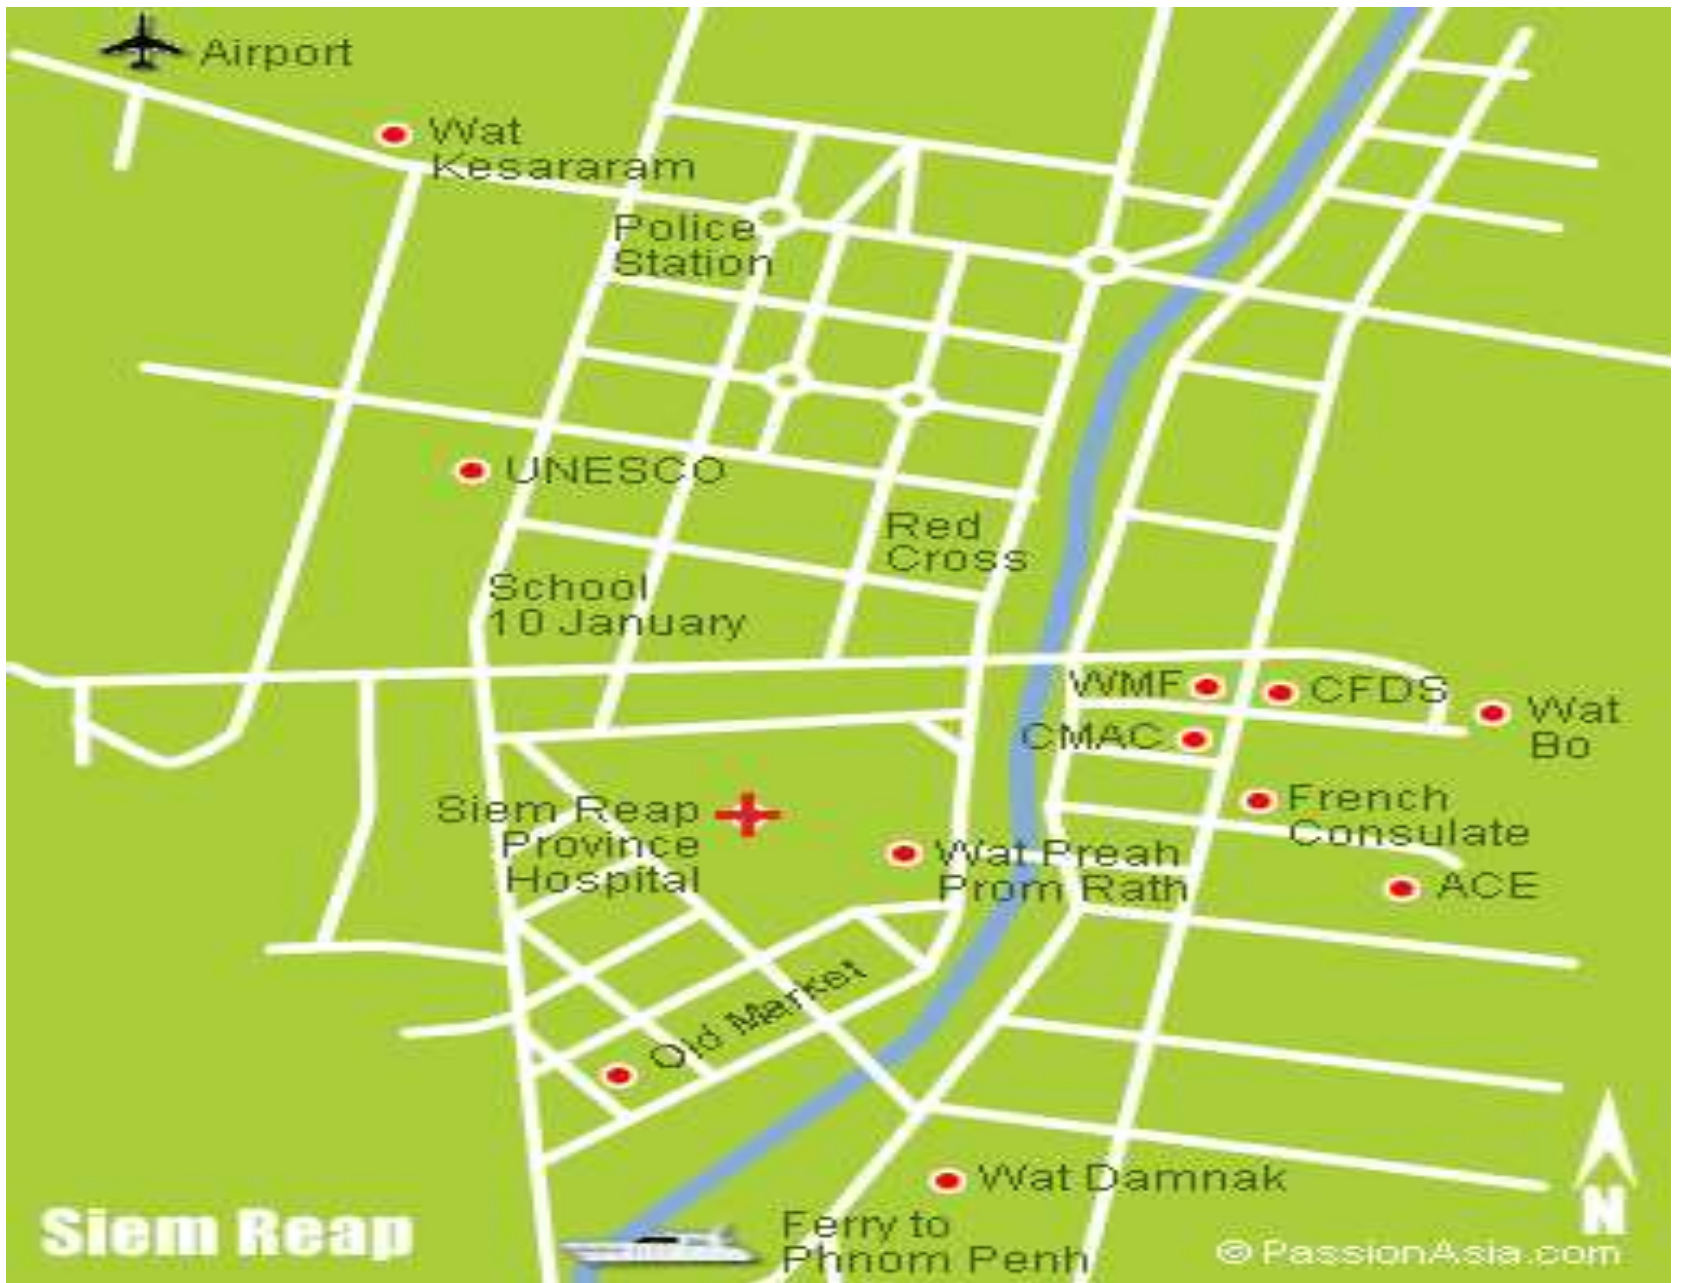 Airport
Wat
Kesararam
Police
Station
UNESCO
Red
Cross
School
10 January
WMF
CFDS
Wat
Bo
CMAC
Siem Reap
Province
Hospital
French
Consulate
Wat Preah
Prom Rath
ACE
Old Market
Wat Damnak
Ferry to
Phnom Penh
Siem Reap
N
© PassionAsia.com